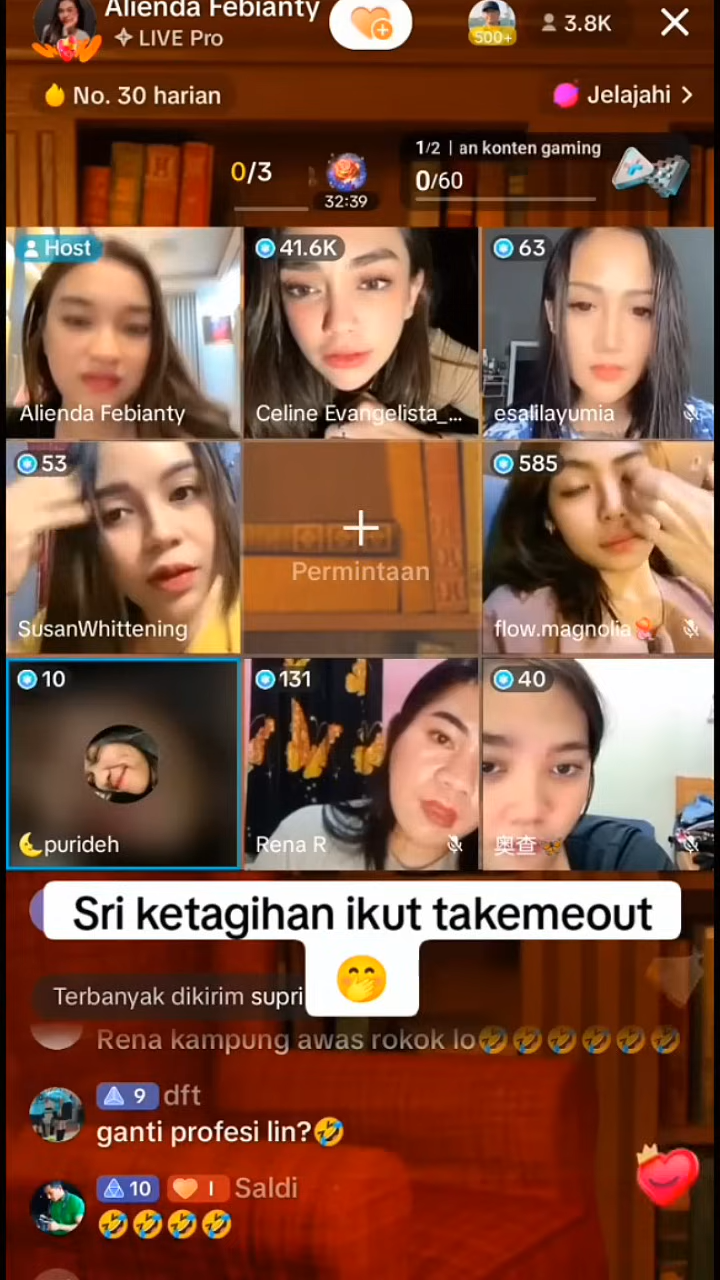 Alienda Febianty
LIVE Pro
500+
3.8K
No. 30 harian
Jelajahi >
0/3
32:39
1/2 | an konten gaming
0/60
Host
Alienda Febianty
41.6K
Celine Evangelista_...
63
esalilayumia
53
SusanWhittening
Permintaan
585
flow.magnolia
10
🌙purideh
131
Rena R
40
奥查🦋
Sri ketagihan ikut takemeout
🤭
Terbanyak dikirim supri
Rena kampung awas rokok lo🤣🤣🤣🤣🤣
9 dft
ganti profesi lin?🤣
10 I Saldi
🤣🤣🤣🤣